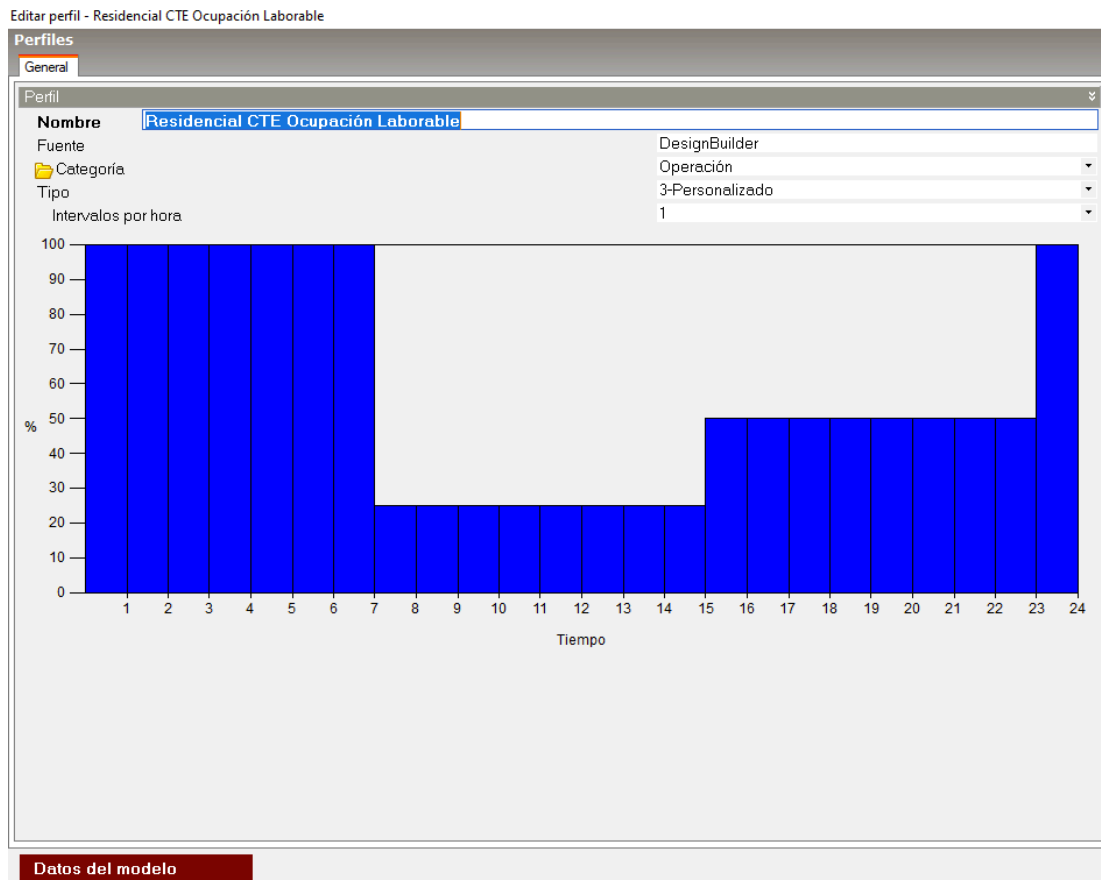 Editar perfil - Residencial CTE Ocupación Laborable
Perfiles
General
Perfil
Nombre Residencial CTE Ocupación Laborable
Fuente DesignBuilder
Categoría Operación
Tipo 3-Personalizado
Intervalos por hora 1
100
90
80
70
60
50
%
40
30
20
10
0
1 2 3 4 5 6 7 8 9 10 11 12 13 14 15 16 17 18 19 20 21 22 23 24
Tiempo
Datos del modelo